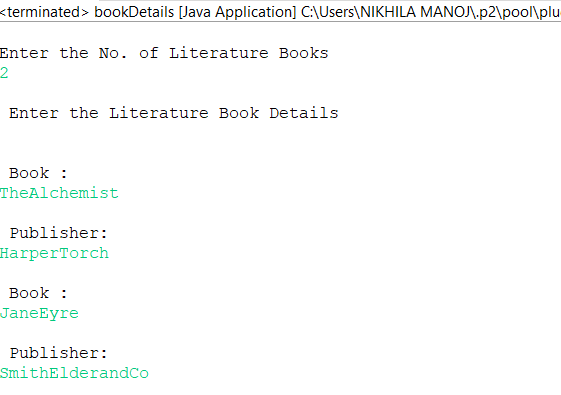 <terminated> bookDetails [Java Application] C:\Users\NIKHILA MANOJ\.p2\pool\plu
Enter the No. of Literature Books
2
Enter the Literature Book Details
Book :
TheAlchemist
Publisher:
HarperTorch
Book :
JaneEyre
Publisher:
SmithElderandCo